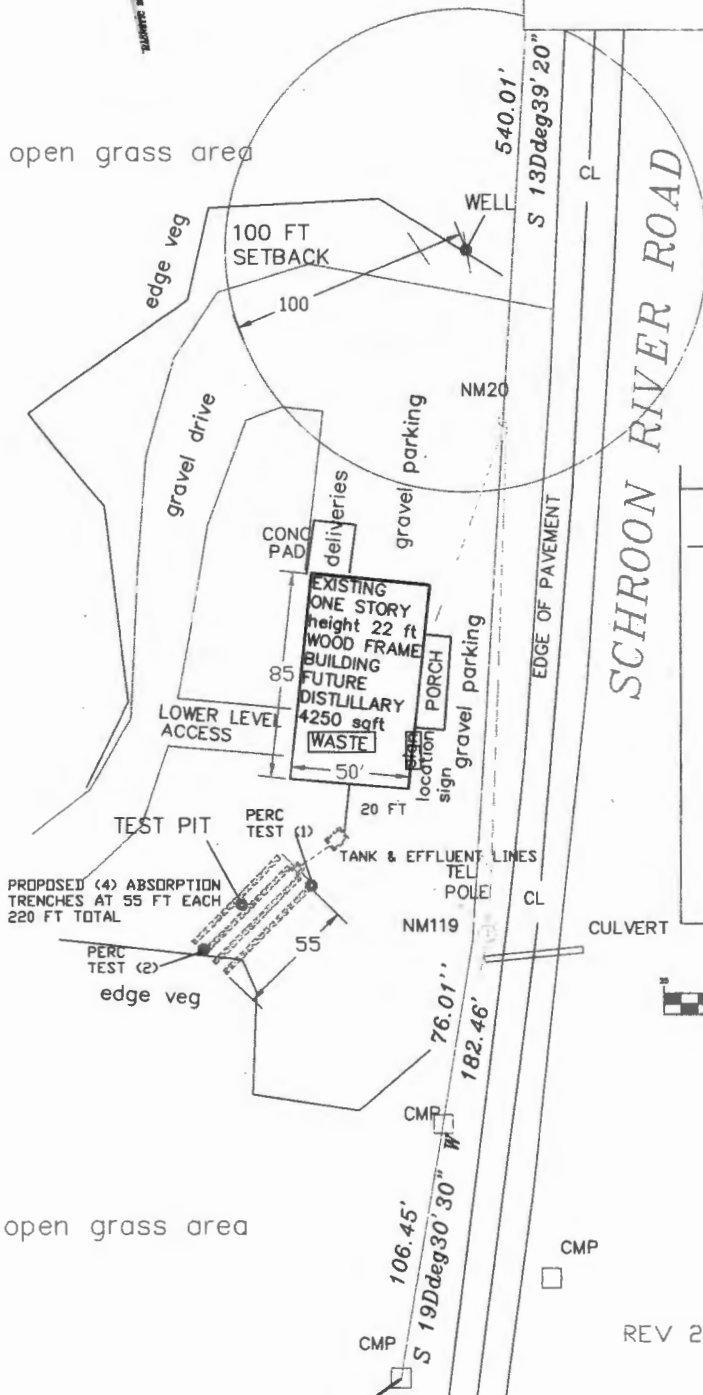 540.01'
S 13Ddeg39'20"
open grass area
CL
WELL
edge veg
100 FT
SETBACK
100
SCHROON RIVER ROAD
NM20
gravel drive
gravel parking
deliveries
CONC
PAD
EDGE OF PAVEMENT
EXISTING
ONE STORY
height 22 ft
WOOD FRAME
BUILDING
FUTURE
DISTLILLARY
4250 sqft
WASTE
85
50'
PORCH
gravel parking
LOWER LEVEL
ACCESS
sign
location
sign
20 FT
TEST PIT
PERC
TEST (1)
TANK & EFFLUENT LINES
TEL
POLE
CL
PROPOSED (4) ABSORPTION
TRENCHES AT 55 FT EACH
220 FT TOTAL
55
NM119
CULVERT
PERC
TEST (2)
edge veg
76.01''
182.46'
CMP
106.45'
S 19Ddeg30'30" W
open grass area
CMP
CMP
REV 2